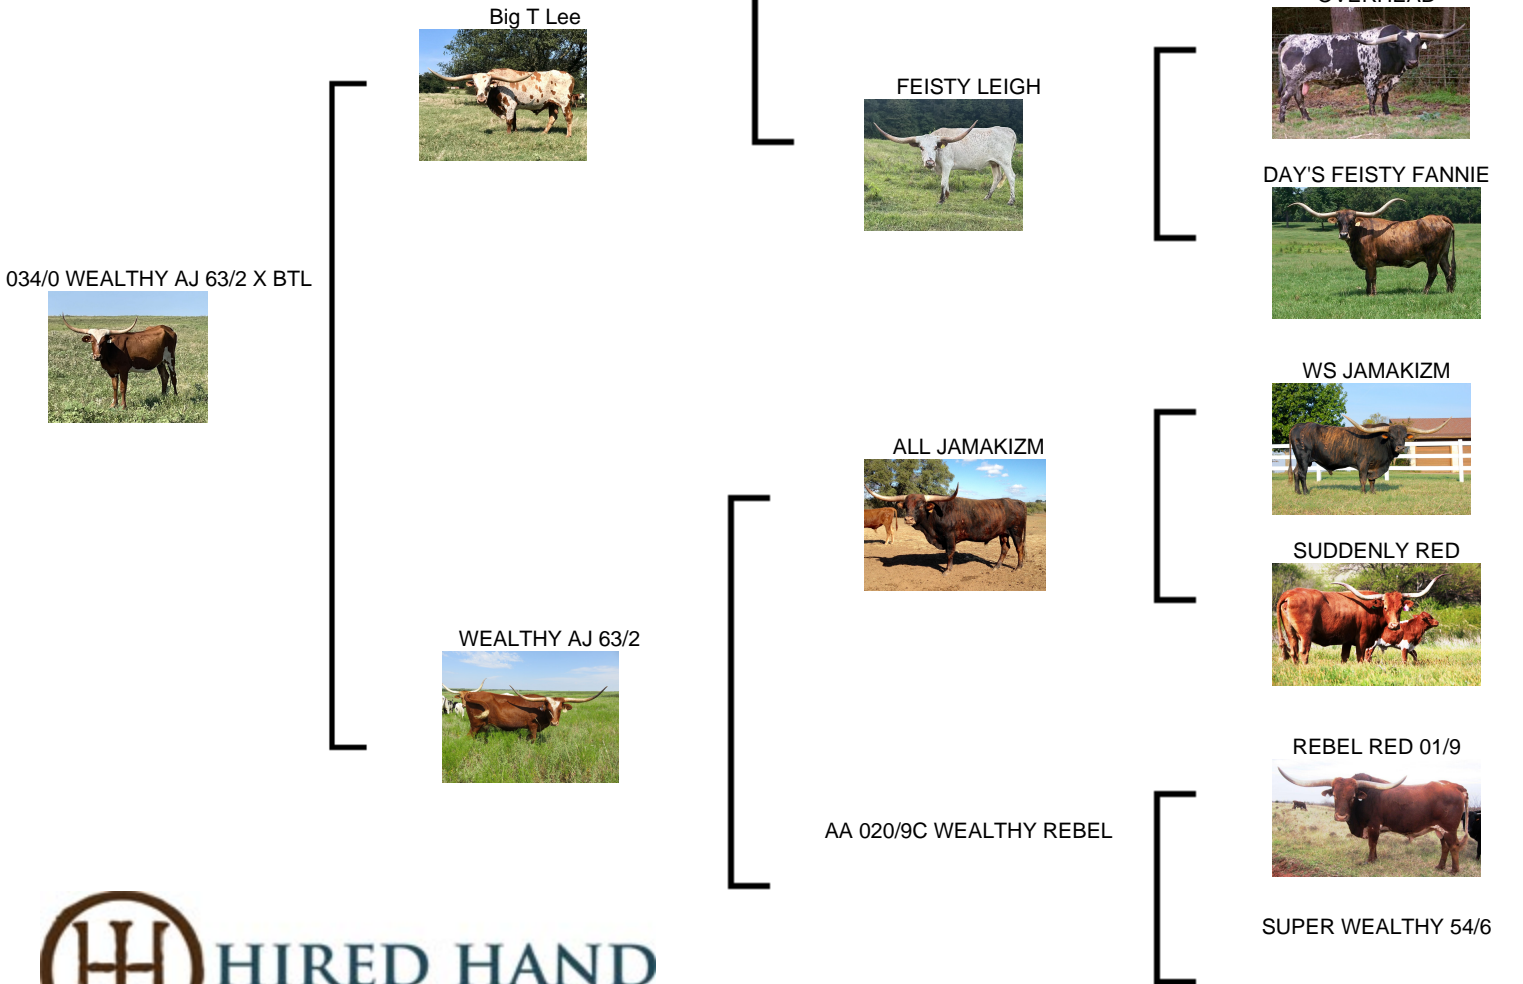 OVERHEAD
Big T Lee
FEISTY LEIGH
DAY'S FEISTY FANNIE
034/0 WEALTHY AJ 63/2 X BTL
WS JAMAKIZM
ALL JAMAKIZM
SUDDENLY RED
WEALTHY AJ 63/2
REBEL RED 01/9
AA 020/9C WEALTHY REBEL
SUPER WEALTHY 54/6
HIRED HAND